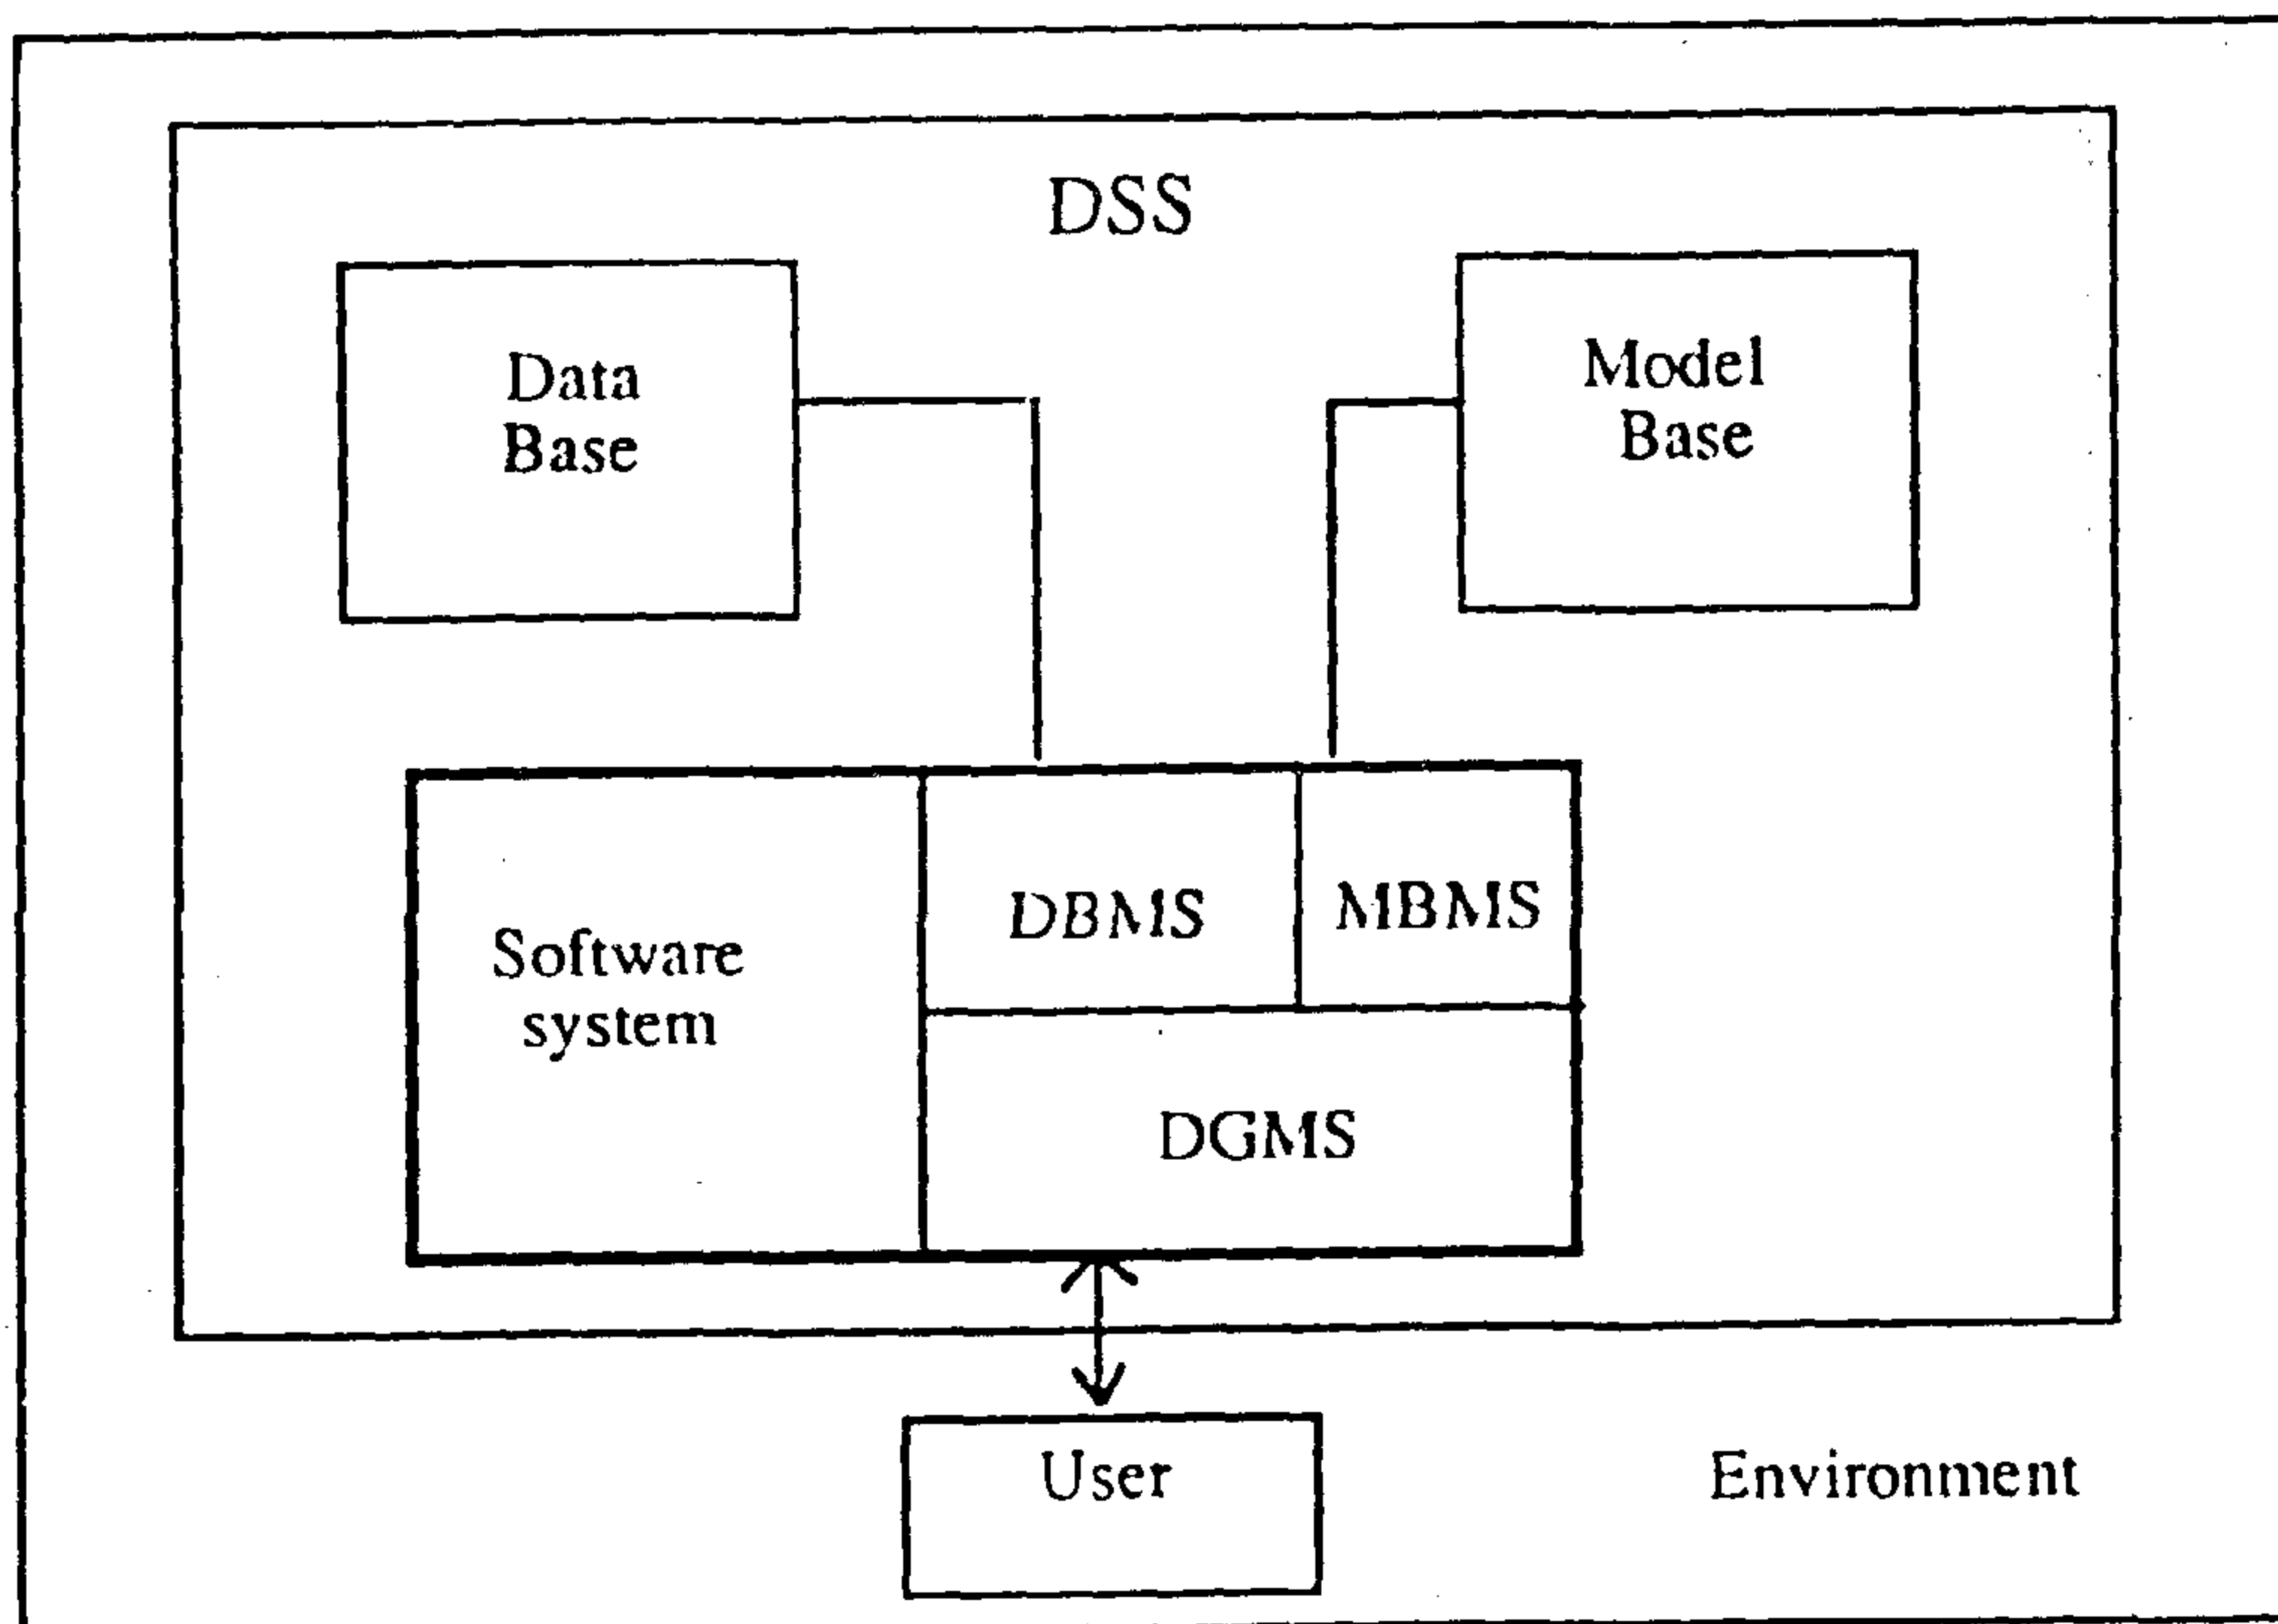 DSS
Data
Base
Model
Base
Software
system
DBMS
MBMS
DGMS
User
Environment